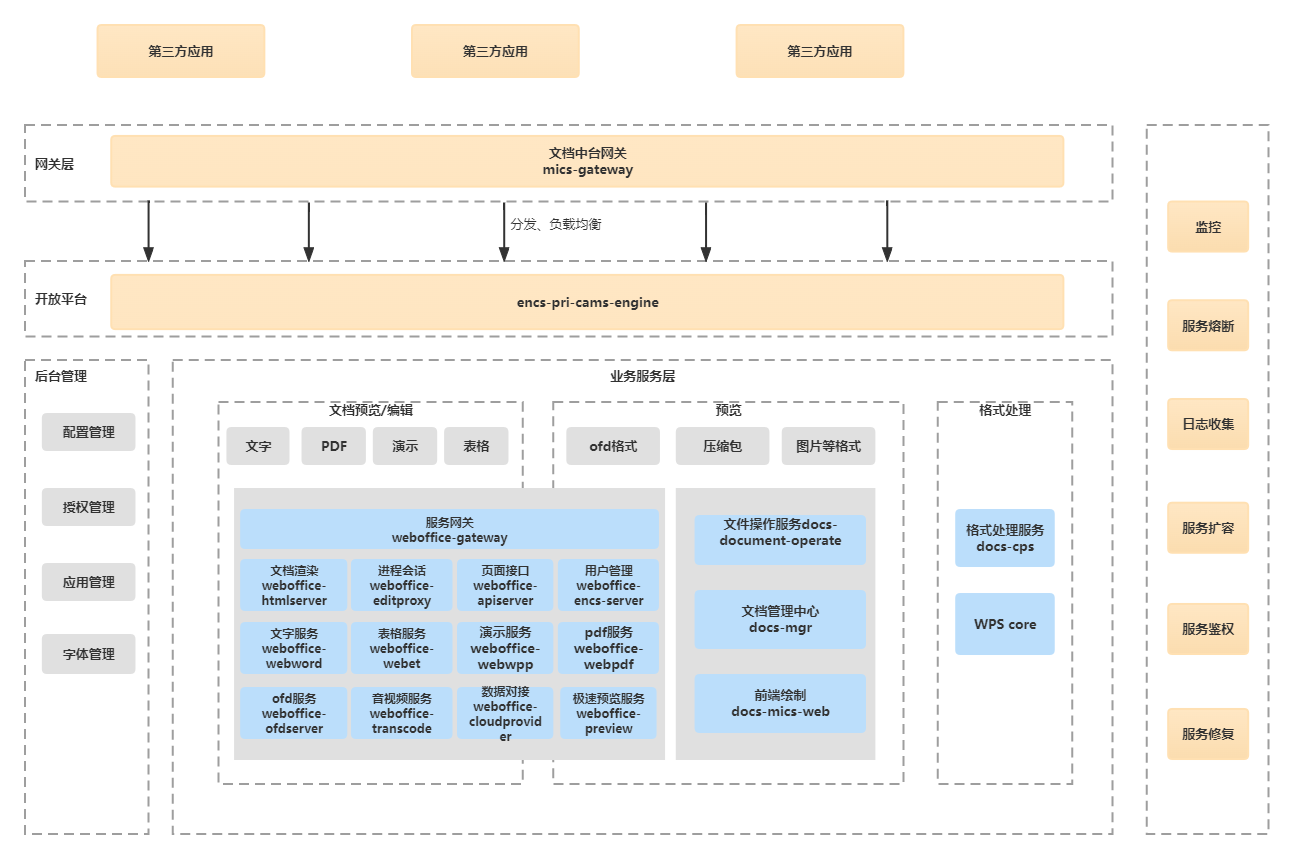 第三方应用
第三方应用
第三方应用
网关层
文档中台网关
mics-gateway
分发、负载均衡
开放平台
encs-pri-cams-engine
后台管理
配置管理
授权管理
应用管理
字体管理
业务服务层
文档预览/编辑
文字
PDF
演示
表格
预览
ofd格式
压缩包
图片等格式
格式处理
服务网关
weboffice-gateway
文档渲染
weboffice-
htmlserver
进程会话
weboffice-
editproxy
页面接口
weboffice-
apiserver
用户管理
weboffice-
encs-server
文字服务
weboffice-
webword
表格服务
weboffice-
webet
演示服务
weboffice-
webwpp
pdf服务
weboffice-
webpdf
ofd服务
weboffice-
ofdserver
音视频服务
weboffice-
transcode
数据对接
weboffice-
cloudprovid
er
极速预览服务
weboffice-
preview
文件操作服务docs-
document-operate
文档管理中心
docs-mgr
前端绘制
docs-mics-web
格式处理服务
docs-cps
WPS core
监控
服务熔断
日志收集
服务扩容
服务鉴权
服务修复